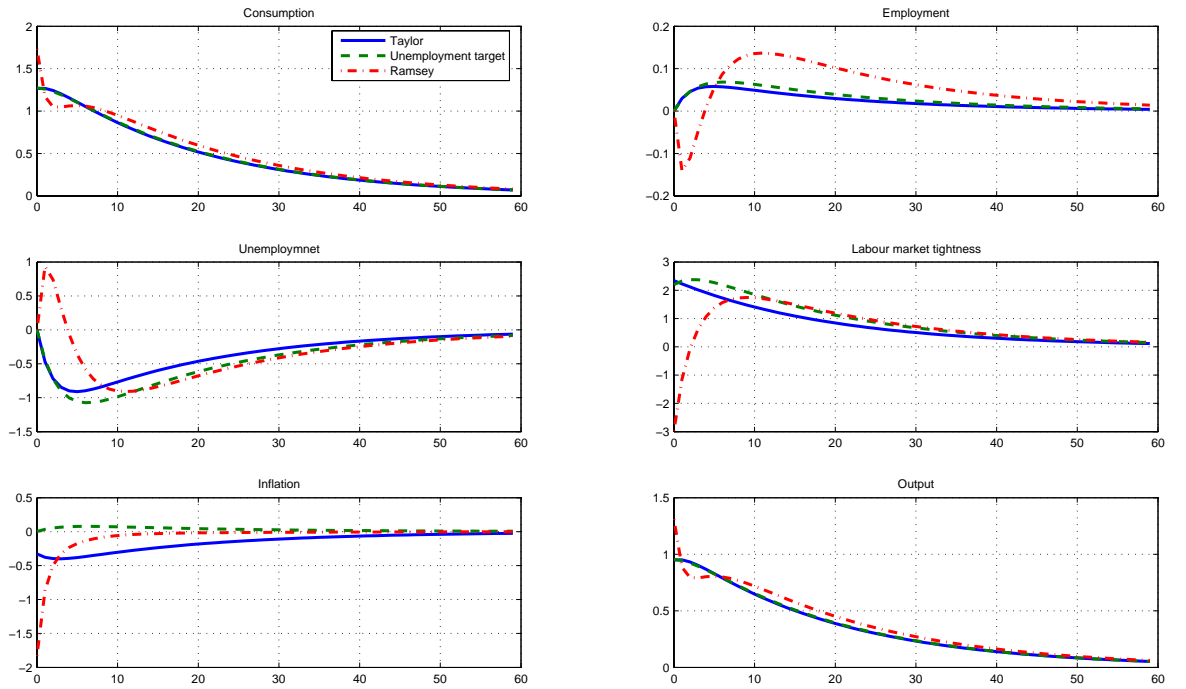 Consumption
2
1.5
1
0.5
0
0 10 20 30 40 50 60
Taylor
Unemployment target
Ramsey
Employment
0.2
0.1
0
−0.1
−0.2
0 10 20 30 40 50 60
Unemploymnet
1
0.5
0
−0.5
−1
−1.5
0 10 20 30 40 50 60
Labour market tightness
3
2
1
0
−1
−2
−3
0 10 20 30 40 50 60
Inflation
0.5
0
−0.5
−1
−1.5
−2
0 10 20 30 40 50 60
Output
1.5
1
0.5
0
0 10 20 30 40 50 60